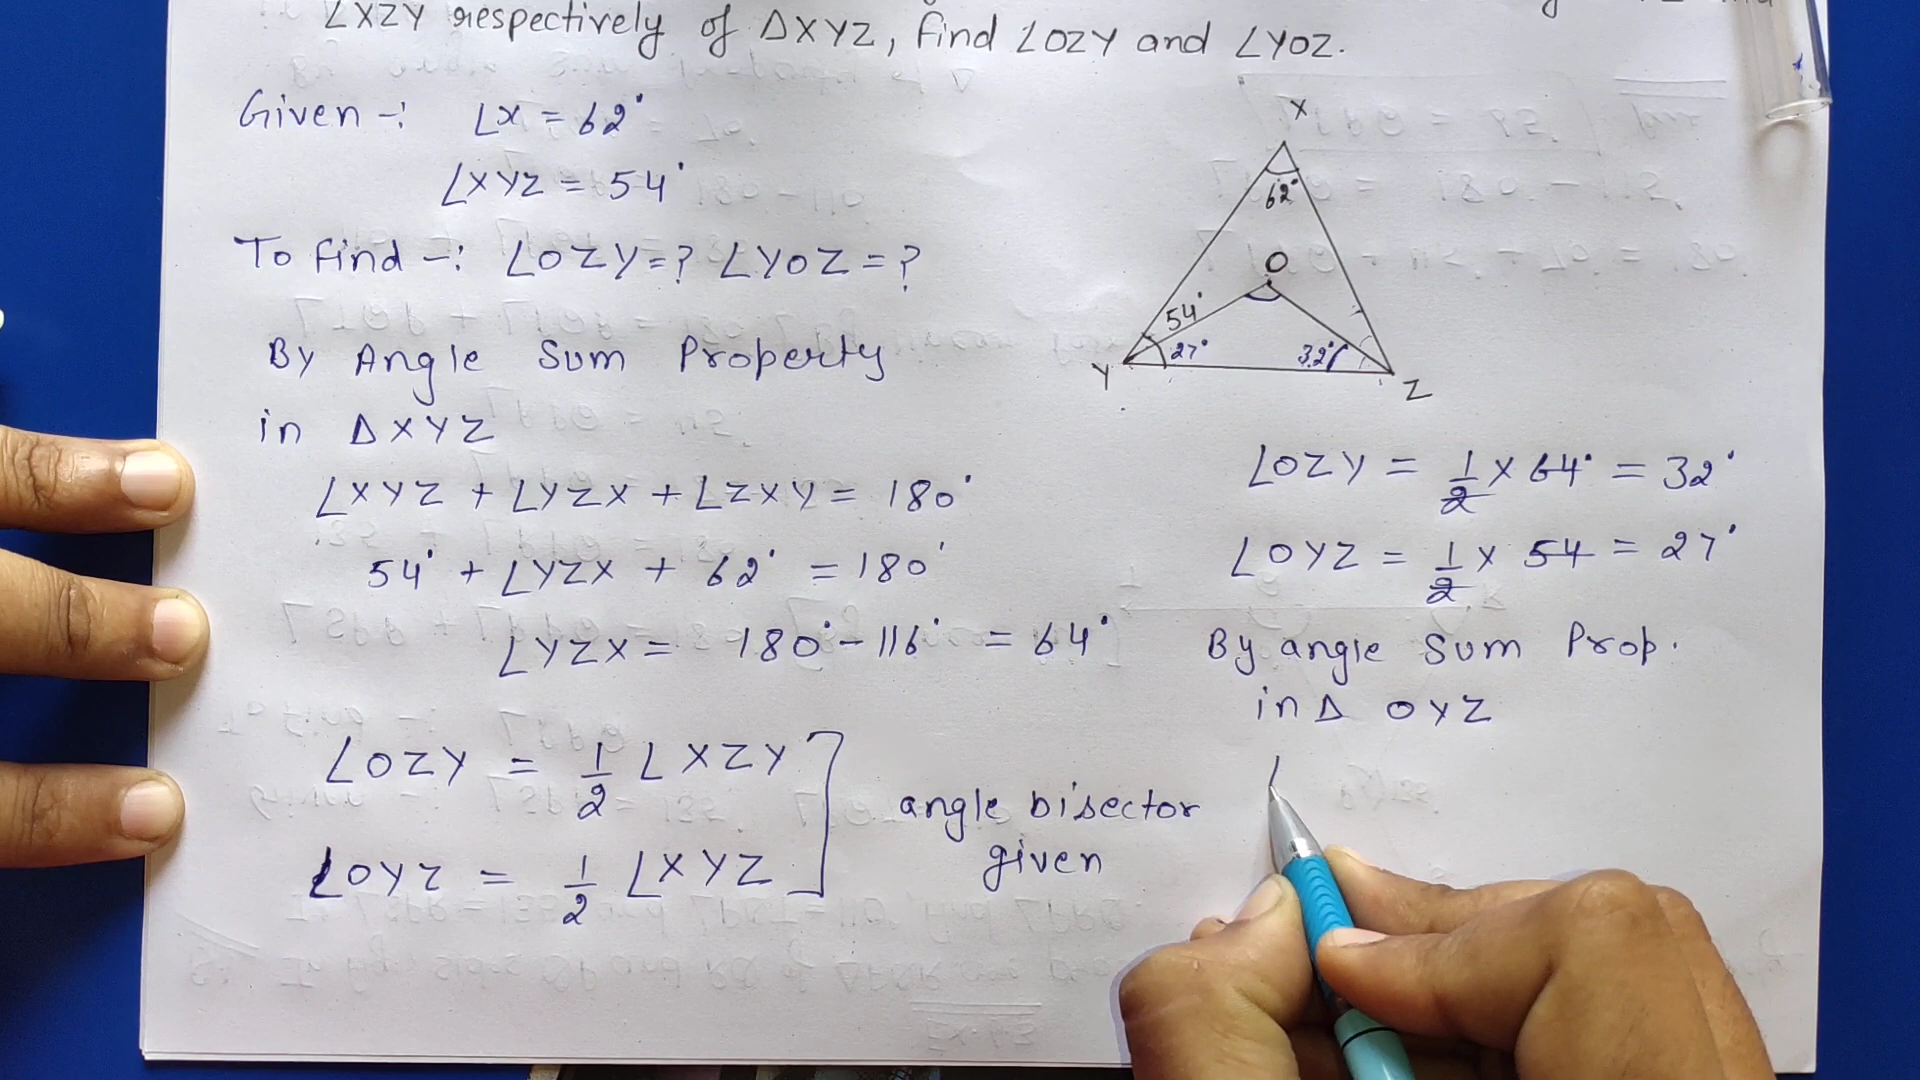 ∠XZY respectively of ΔXYZ, find ∠OZY and ∠YOZ.
Given -: ∠X = 62°
∠XYZ = 54°
To find -: ∠OZY = ? ∠YOZ = ?
By Angle Sum Property
in Δ XYZ
∠XYZ + ∠YZX + ∠ZXY = 180°
54° + ∠YZX + 62° = 180°
∠YZX = 180° - 116° = 64°
∠OZY = 1/2 ∠XZY
∠OYZ = 1/2 ∠XYZ
angle bisector
given
X
62°
O
54°
27°
32°
Y
Z
∠OZY = 1/2 × 64° = 32°
∠OYZ = 1/2 × 54 = 27°
By angle Sum Prop.
in Δ OYZ